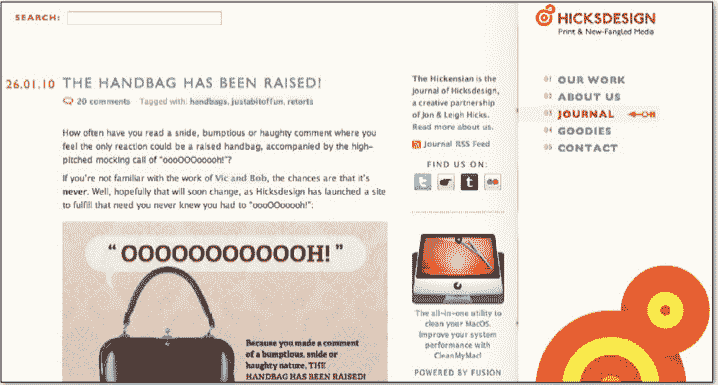 SEARCH:
HICKSDESIGN
Print & New-Fangled Media
26.01.10 THE HANDBAG HAS BEEN RAISED!
20 comments Tagged with: handbags, justabitoffun, retorts
How often have you read a snide, bumptious or haughty comment where you
feel the only reaction could be a raised handbag, accompanied by the high-
pitched mocking call of "oooOOooooh!"?
If you're not familiar with the work of Vic and Bob, the chances are that it's
never. Well, hopefully that will soon change, as Hicksdesign has launched a site
to fulfill that need you never knew you had to "oooOOooooh!":
“ OOOOOOOOOOOH! ”
Because you made a comment
of a bumptious, snide or
haughty nature, THE
HANDBAG HAS BEEN RAISED!
The Hickensian is the
journal of Hicksdesign,
a creative partnership
of Jon & Leigh Hicks.
Read more about us.
Journal RSS Feed
FIND US ON:
t
t
The all-in-one utility to
clean your MacOS.
Improve your system
performance with
CleanMyMac!
POWERED BY FUSION
01 OUR WORK
02 ABOUT US
03 JOURNAL
04 GOODIES
05 CONTACT